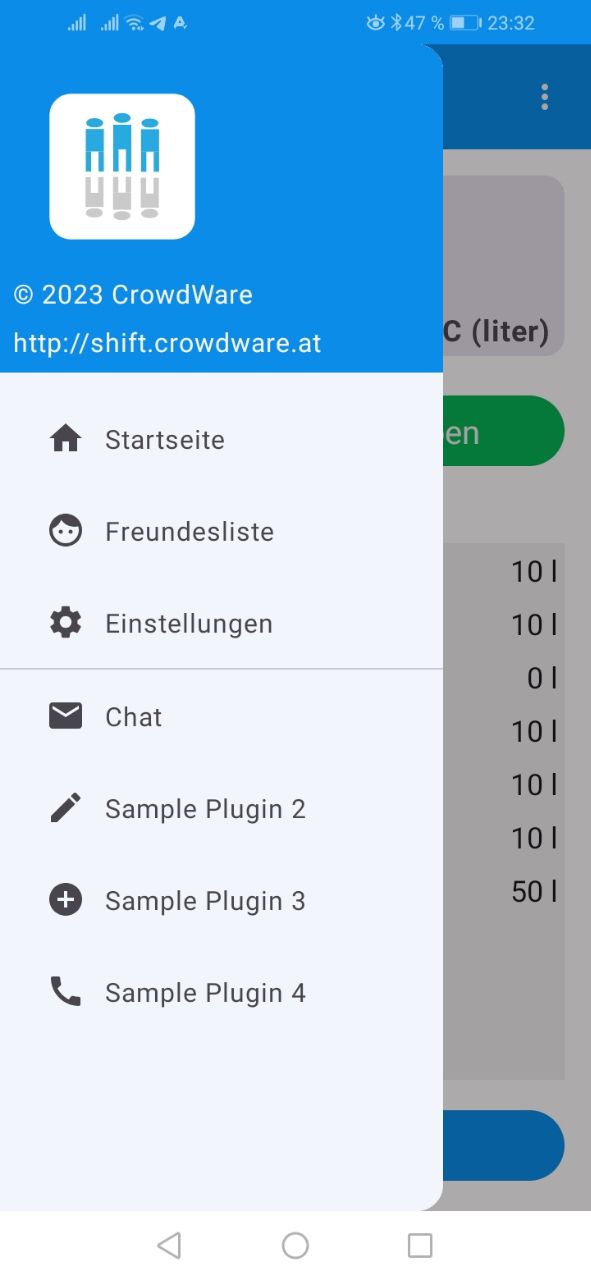 47 % 23:32
© 2023 CrowdWare
http://shift.crowdware.at
C (liter)
Startseite
en
Freundesliste
10 l
Einstellungen
10 l
0 l
Chat
10 l
Sample Plugin 2
10 l
10 l
Sample Plugin 3
50 l
Sample Plugin 4